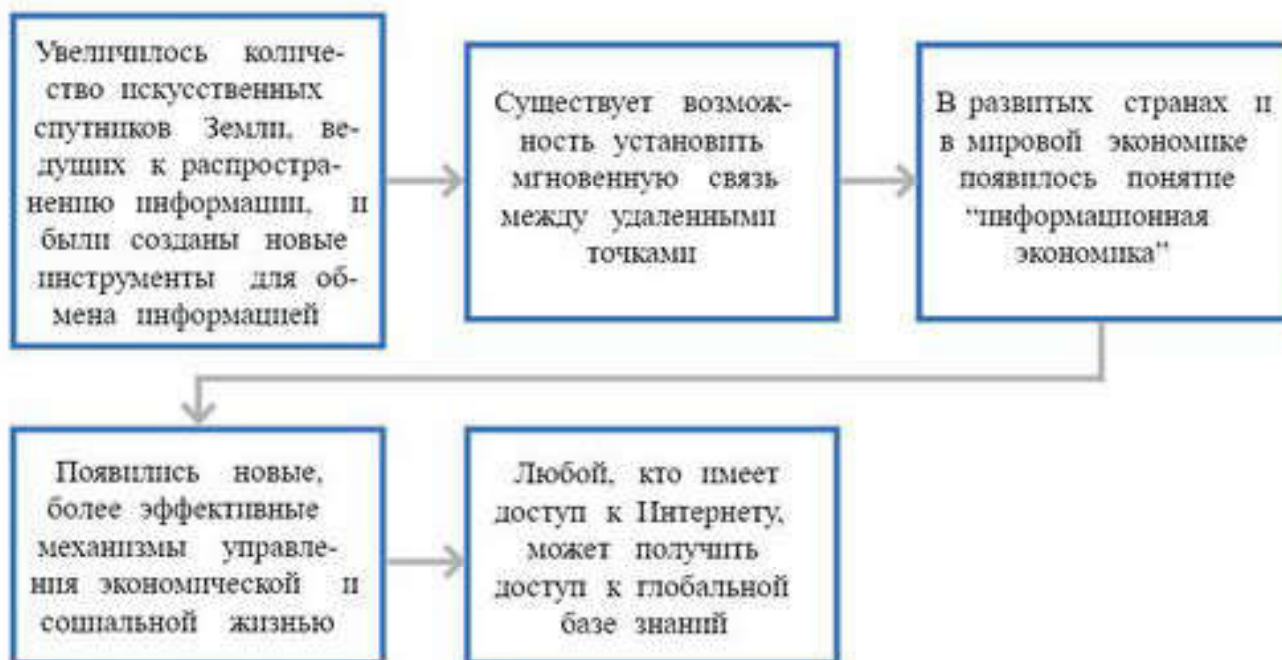 Увеличилось количе-
ство искусственных
спутников Земли, ве-
дущих к распростра-
нению информации, и
были созданы новые
инструменты для об-
мена информацией
Существует возмож-
ность установить
мгновенную связь
между удаленными
точками
В развитых странах и
в мировой экономике
появилось понятие
“информационная
экономика”
Появились новые,
более эффективные
механизмы управле-
ния экономической и
социальной жизнью
Любой, кто имеет
доступ к Интернету,
может получить
доступ к глобальной
базе знаний